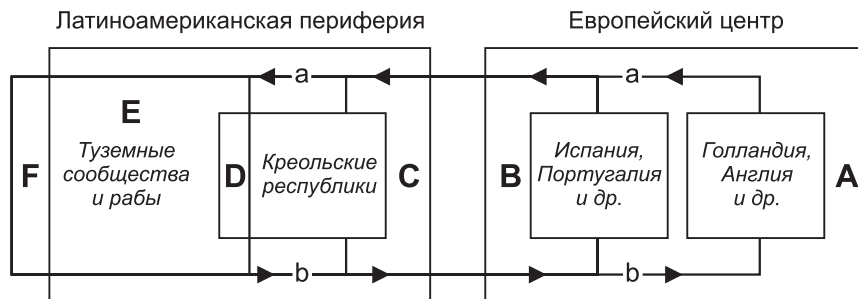 Латиноамериканская периферия
Европейский центр
a
a
E
Туземные
сообщества
и рабы
F
D
Креольские
республики
C
B
Испания,
Португалия
и др.
Голландия,
Англия
и др.
A
b
b